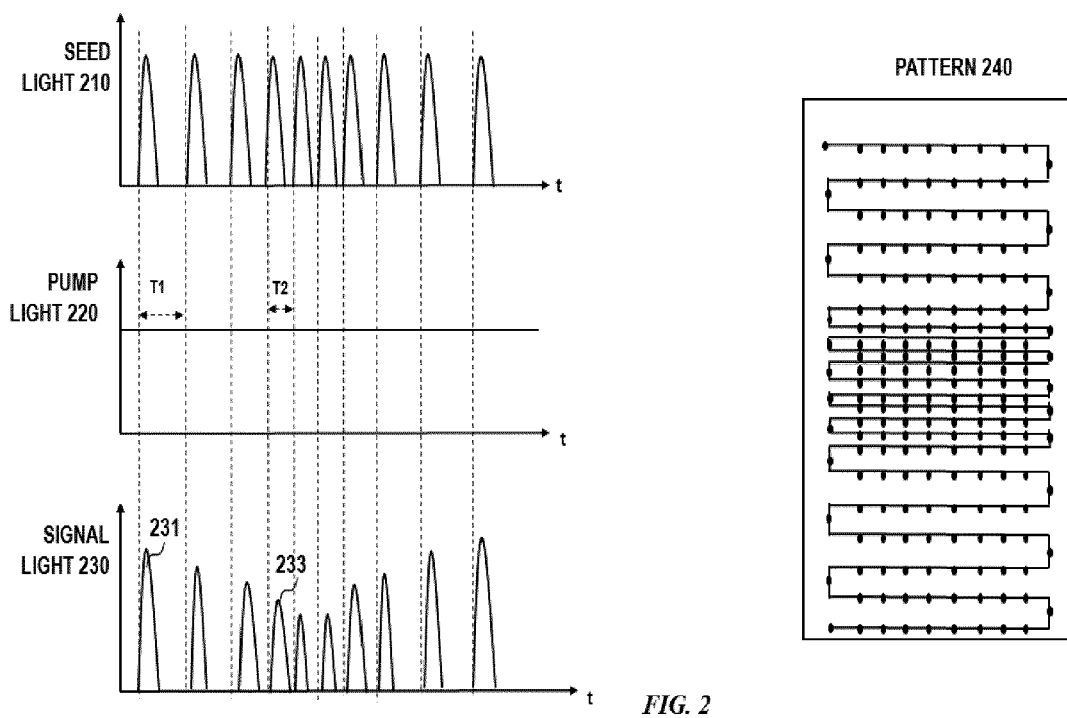 SEED
LIGHT 210
t
PATTERN 240
PUMP
LIGHT 220
T1
T2
t
SIGNAL
LIGHT 230
231
233
t
FIG. 2